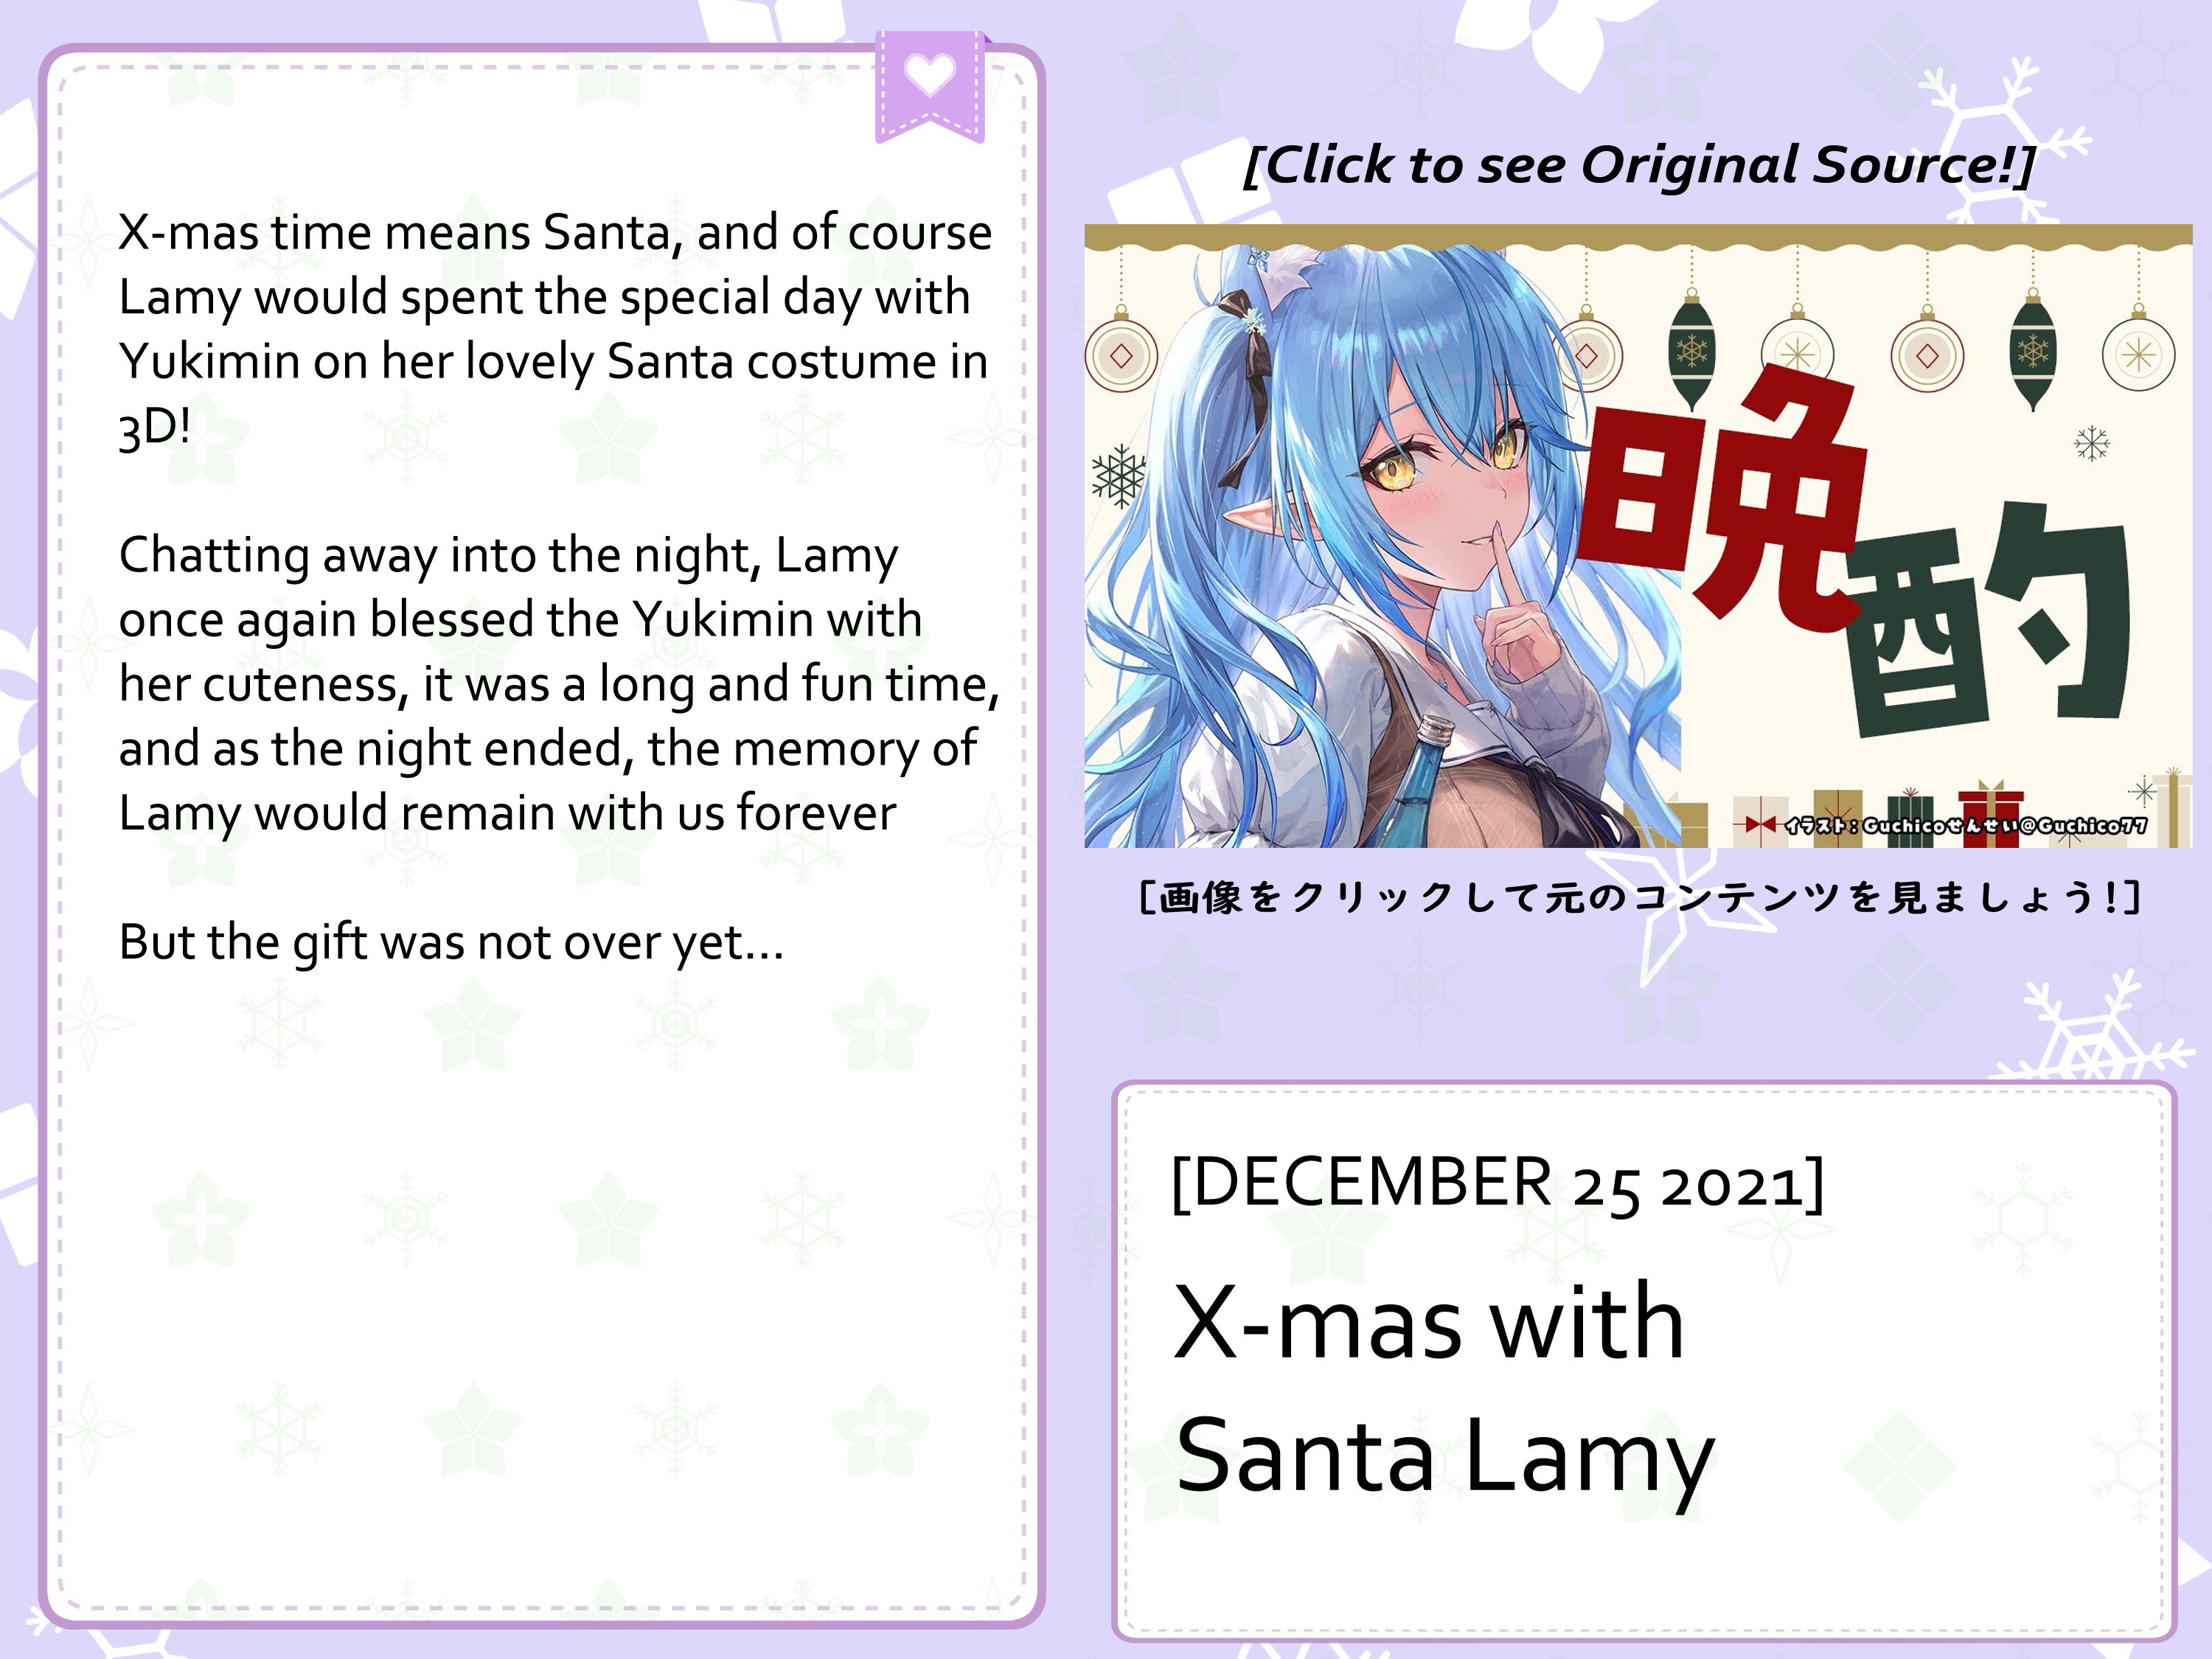 X-mas time means Santa, and of course
Lamy would spent the special day with
Yukimin on her lovely Santa costume in
3D!
Chatting away into the night, Lamy
once again blessed the Yukimin with
her cuteness, it was a long and fun time,
and as the night ended, the memory of
Lamy would remain with us forever
But the gift was not over yet...
[Click to see Original Source!]
晩酌
イラスト：Guchicoせんせい@Guchico77
[画像をクリックして元のコンテンツを見ましょう!]
[DECEMBER 25 2021]
X-mas with
Santa Lamy